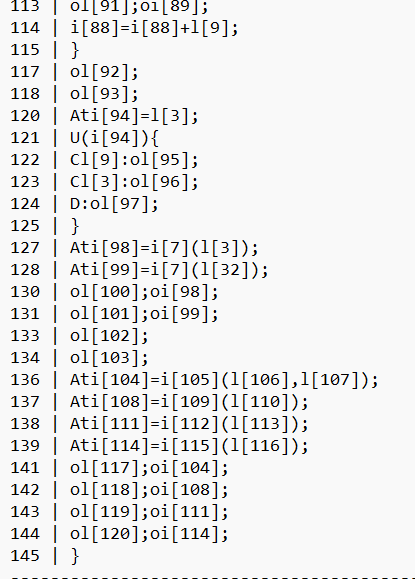 113 | ol[91];oi[89];
114 | i[88]=i[88]+l[9];
115 | }
117 | ol[92];
118 | ol[93];
120 | Ati[94]=l[3];
121 | U(i[94]){
122 | Cl[9]:ol[95];
123 | Cl[3]:ol[96];
124 | D:ol[97];
125 | }
127 | Ati[98]=i[7](l[3]);
128 | Ati[99]=i[7](l[32]);
130 | ol[100];oi[98];
131 | ol[101];oi[99];
133 | ol[102];
134 | ol[103];
136 | Ati[104]=i[105](l[106],l[107]);
137 | Ati[108]=i[109](l[110]);
138 | Ati[111]=i[112](l[113]);
139 | Ati[114]=i[115](l[116]);
141 | ol[117];oi[104];
142 | ol[118];oi[108];
143 | ol[119];oi[111];
144 | ol[120];oi[114];
145 | }